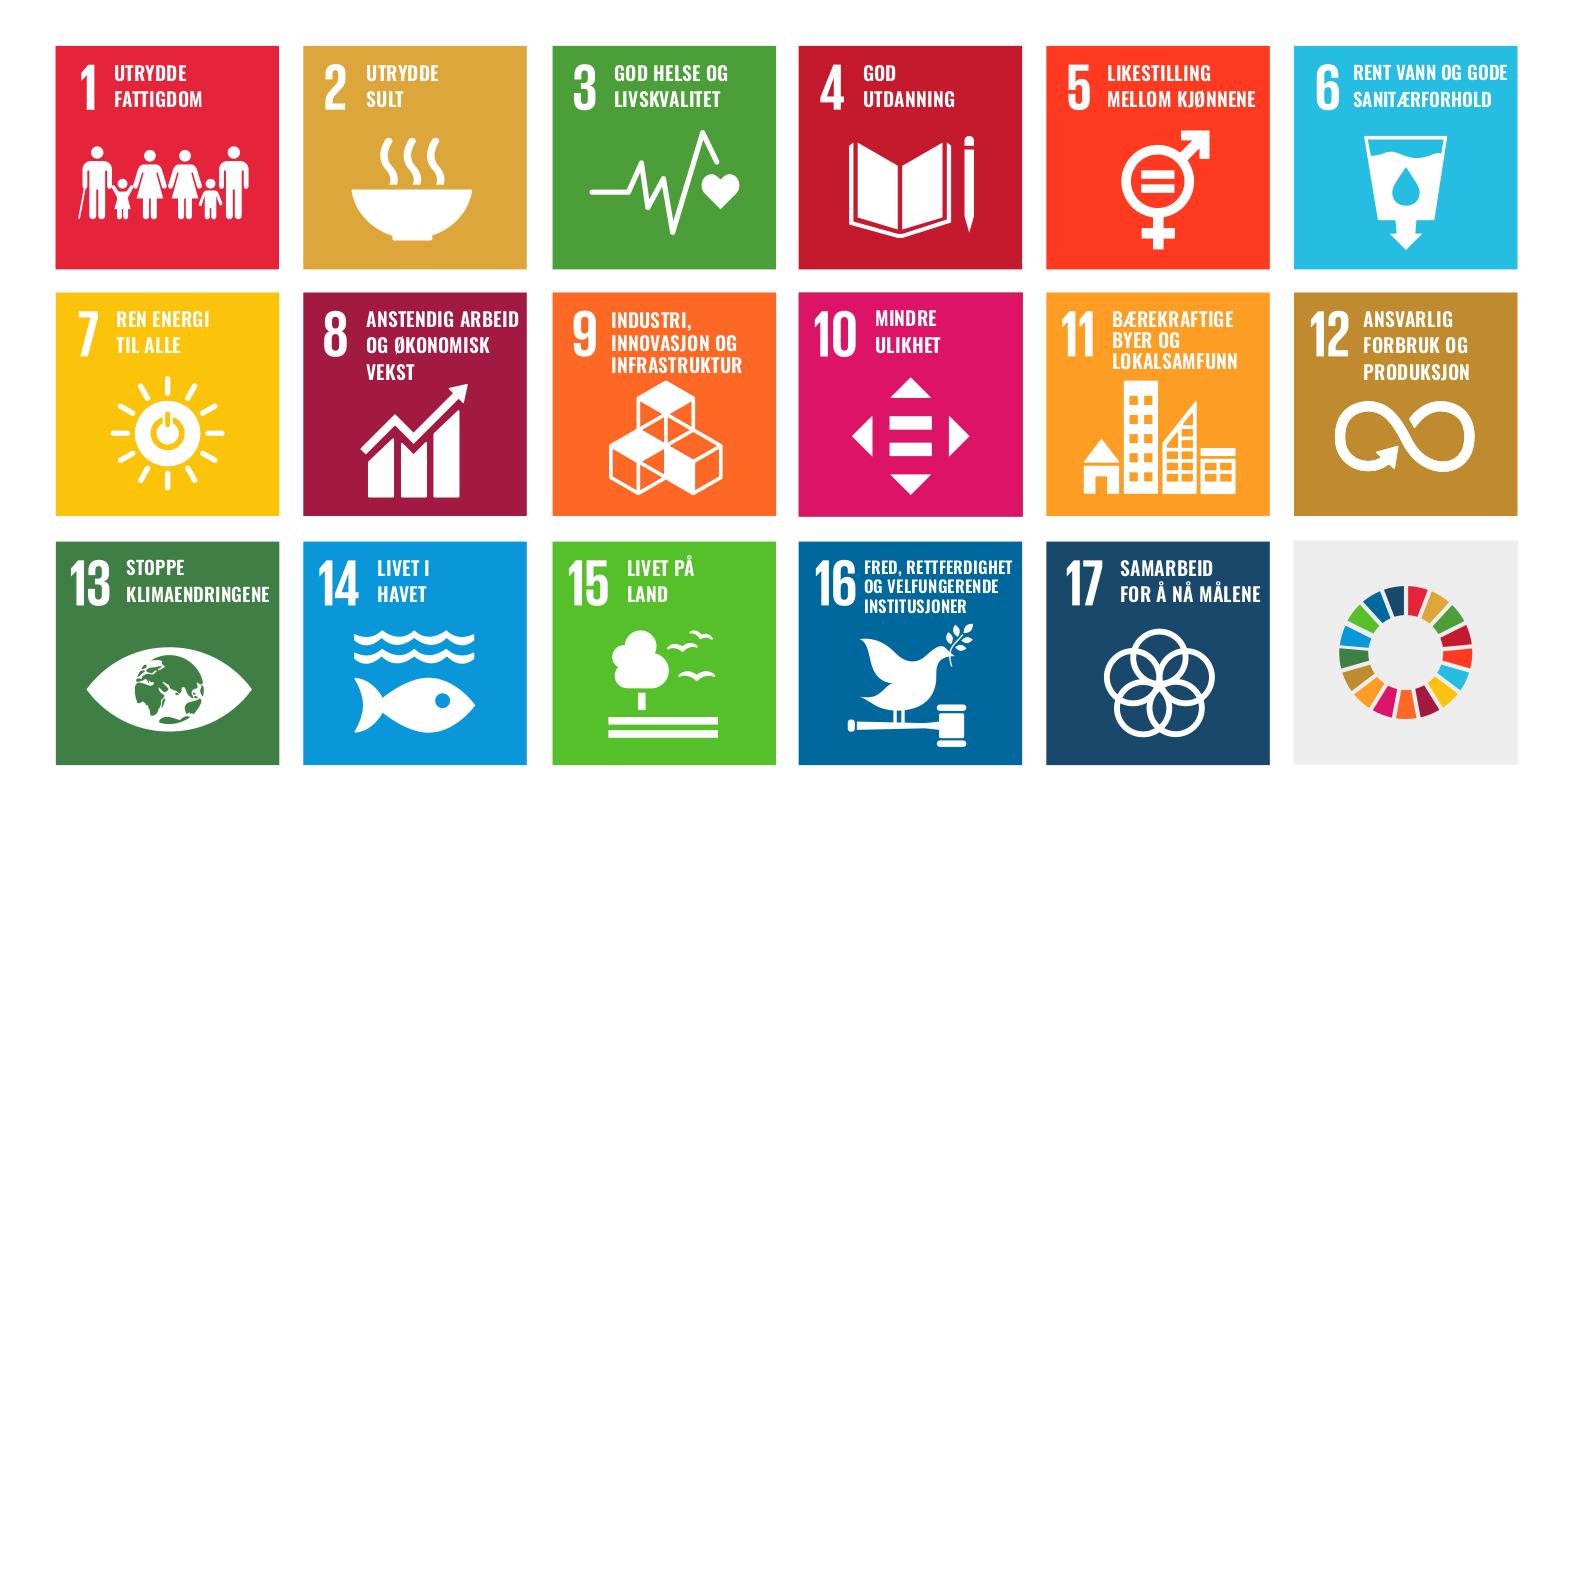 1 UTRYDDE
FATTIGDOM
2 UTRYDDE
SULT
3 GOD HELSE OG
LIVSKVALITET
4 GOD
UTDANNING
5 LIKESTILLING
MELLOM KJØNNENE
6 RENT VANN OG GODE
SANITÆRFORHOLD
7 REN ENERGI
TIL ALLE
8 ANSTENDIG ARBEID
OG ØKONOMISK
VEKST
9 INDUSTRI,
INNOVASJON OG
INFRASTRUKTUR
10 MINDRE
ULIKHET
11 BÆREKRAFTIGE
BYER OG
LOKALSAMFUNN
12 ANSVARLIG
FORBRUK OG
PRODUKSJON
13 STOPPE
KLIMAENDRINGENE
14 LIVET I
HAVET
15 LIVET PÅ
LAND
16 FRED, RETTFERDIGHET
OG VELFUNGERENDE
INSTITUSJONER
17 SAMARBEID
FOR Å NÅ MÅLENE